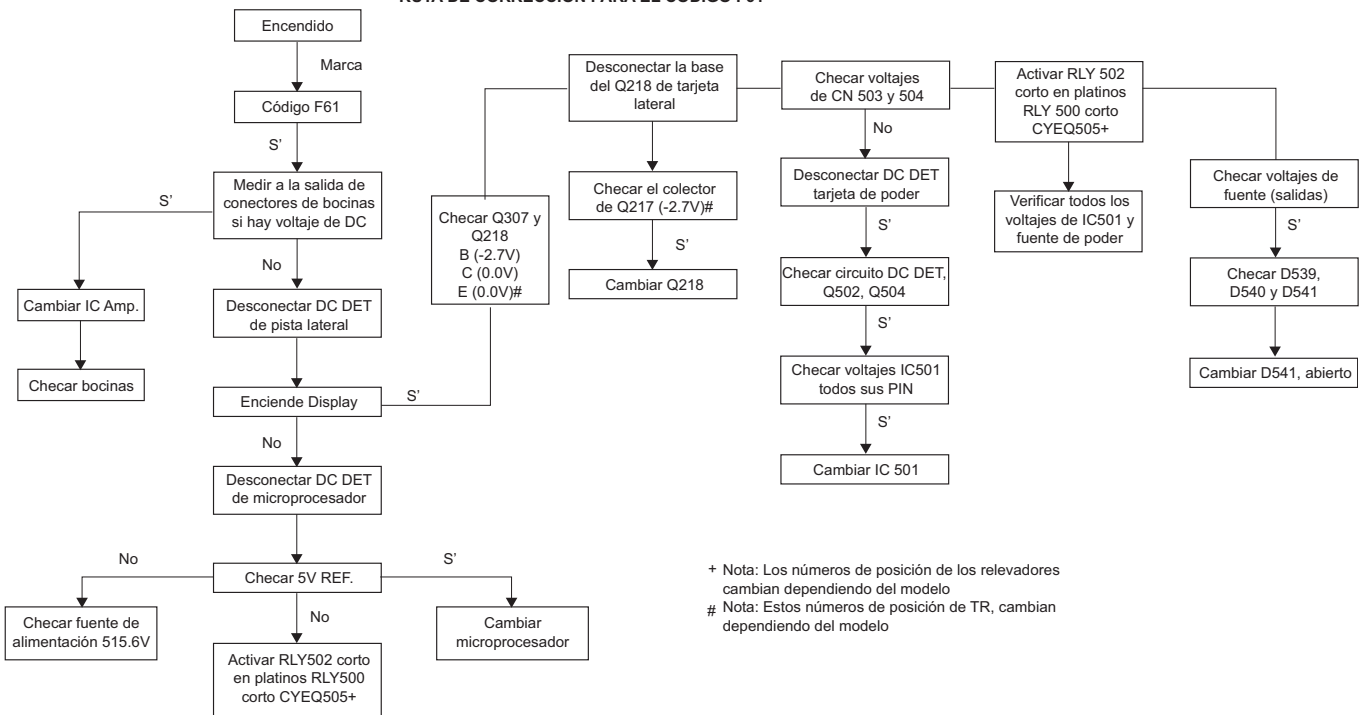 RUTA DE CORRECCIÓN PARA EL CÓDIGO F61
Encendido
Marca
Código F61
S’
Medir a la salida de
conectores de bocinas
si hay voltaje de DC
S’
Cambiar IC Amp.
Checar bocinas
No
Desconectar DC DET
de pista lateral
Enciende Display
S’
No
Desconectar DC DET
de microprocesador
Checar 5V REF.
No
Checar fuente de
alimentación 515.6V
No
Activar RLY502 corto
en platinos RLY500
corto CYEQ505+
S’
Cambiar
microprocesador
Checar Q307 y
Q218
B (-2.7V)
C (0.0V)
E (0.0V)#
Desconectar la base
del Q218 de tarjeta
lateral
Checar el colector
de Q217 (-2.7V)#
S’
Cambiar Q218
Checar voltajes
de CN 503 y 504
No
Desconectar DC DET
tarjeta de poder
S’
Checar circuito DC DET,
Q502, Q504
S’
Checar voltajes IC501
todos sus PIN
S’
Cambiar IC 501
Activar RLY 502
corto en platinos
RLY 500 corto
CYEQ505+
Verificar todos los
voltajes de IC501 y
fuente de poder
Checar voltajes de
fuente (salidas)
S’
Checar D539,
D540 y D541
Cambiar D541, abierto
+ Nota: Los números de posición de los relevadores
cambian dependiendo del modelo
# Nota: Estos números de posición de TR, cambian
dependiendo del modelo